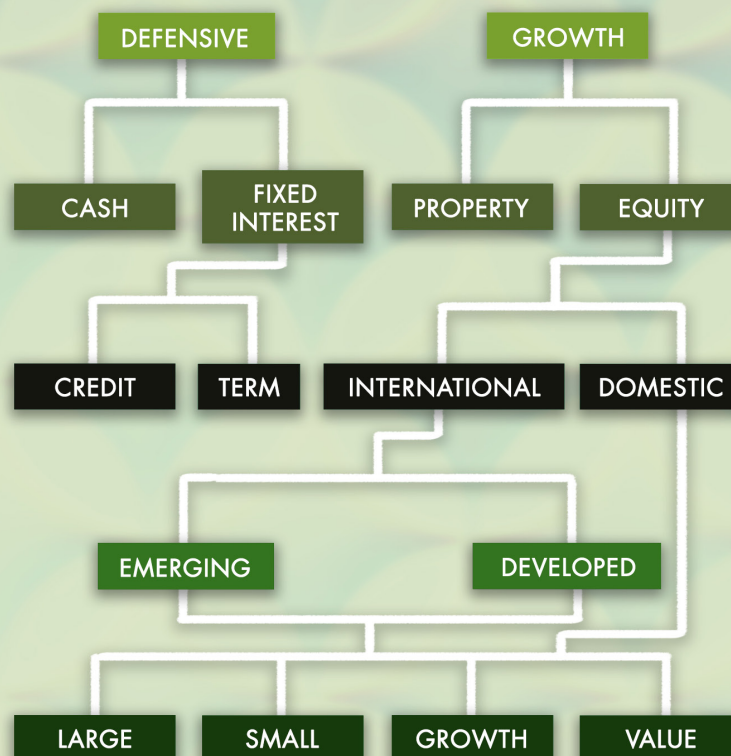 DEFENSIVE
GROWTH
CASH
FIXED
INTEREST
PROPERTY
EQUITY
CREDIT
TERM
INTERNATIONAL
DOMESTIC
EMERGING
DEVELOPED
LARGE
SMALL
GROWTH
VALUE